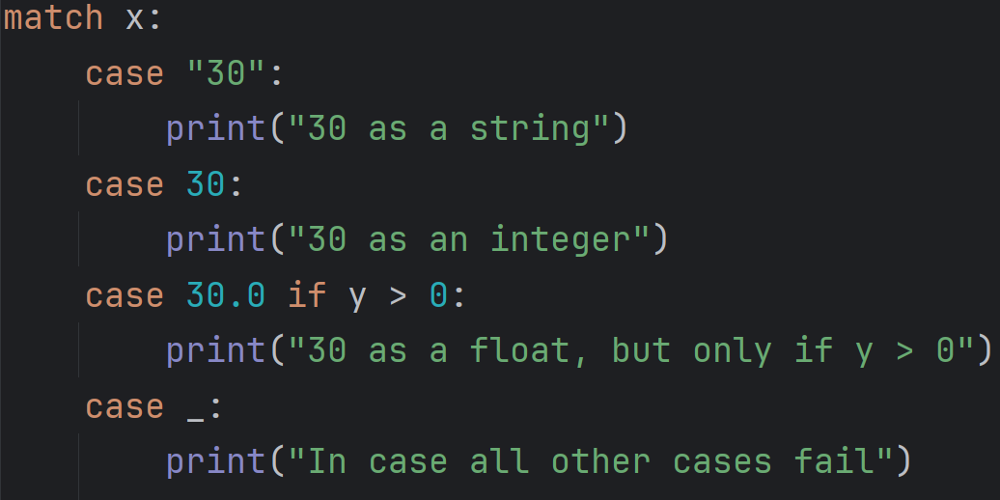 match x:
    case "30":
        print("30 as a string")
    case 30:
        print("30 as an integer")
    case 30.0 if y > 0:
        print("30 as a float, but only if y > 0")
    case _:
        print("In case all other cases fail")